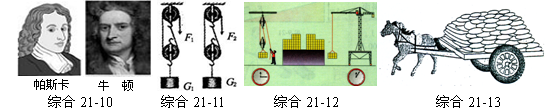 帕斯卡 牛 顿
F₁ F₂
G₁ G₂
综合 21-10 综合 21-11 综合 21-12 综合 21-13